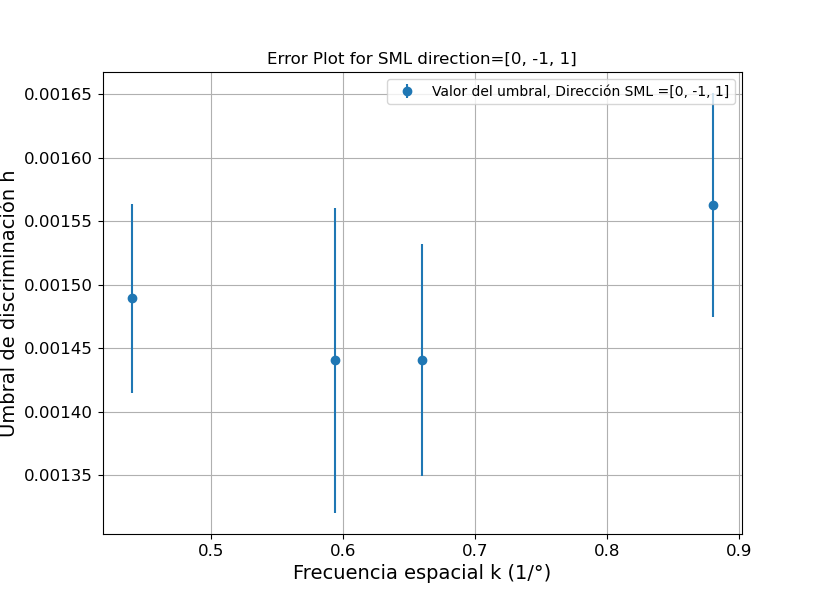 Error Plot for SML direction=[0, -1, 1]
Valor del umbral, Dirección SML =[0, -1, 1]
Umbral de discriminación h
0.00165
0.00160
0.00155
0.00150
0.00145
0.00140
0.00135
0.5 0.6 0.7 0.8 0.9
Frecuencia espacial k (1/°)